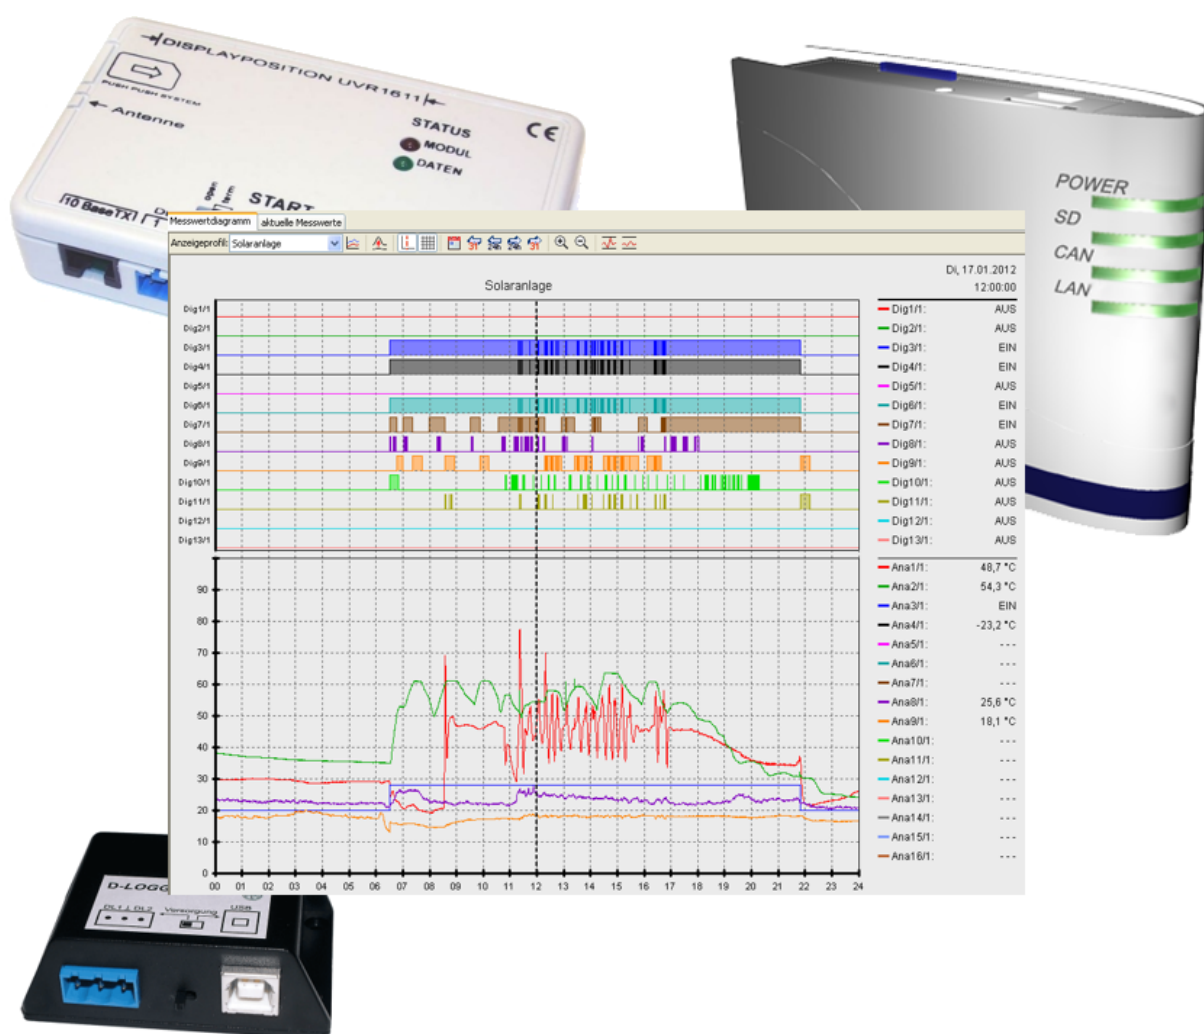 DISPLAYPOSITION UVR1611
PUSH PUSH SYSTEM
Antenne
STATUS
MODUL
DATEN
CE
open
term
START
10 BaseTX
1
POWER
SD
CAN
LAN
Messwertdiagramm aktuelle Messwerte
Anzeigeprofil: Solaranlage
Di, 17.01.2012
12:00:00
Solaranlage
Dig1/1
Dig2/1
Dig3/1
Dig4/1
Dig5/1
Dig6/1
Dig7/1
Dig8/1
Dig9/1
Dig10/1
Dig11/1
Dig12/1
Dig13/1
Dig1/1: AUS
Dig2/1: AUS
Dig3/1: EIN
Dig4/1: EIN
Dig5/1: AUS
Dig6/1: EIN
Dig7/1: EIN
Dig8/1: AUS
Dig9/1: AUS
Dig10/1: AUS
Dig11/1: AUS
Dig12/1: AUS
Dig13/1: AUS
Ana1/1: 48,7 °C
Ana2/1: 54,3 °C
Ana3/1: EIN
Ana4/1: -23,2 °C
Ana5/1: ---
Ana6/1: ---
Ana7/1: ---
Ana8/1: 25,6 °C
Ana9/1: 18,1 °C
Ana10/1: ---
Ana11/1: ---
Ana12/1: ---
Ana13/1: ---
Ana14/1: ---
Ana15/1: ---
Ana16/1: ---
90
80
70
60
50
40
30
20
10
0
00 01 02 03 04 05 06 07 08 09 10 11 12 13 14 15 16 17 18 19 20 21 22 23 24
D-LOGG
DL1 ⊥ DL2 Versorgung USB